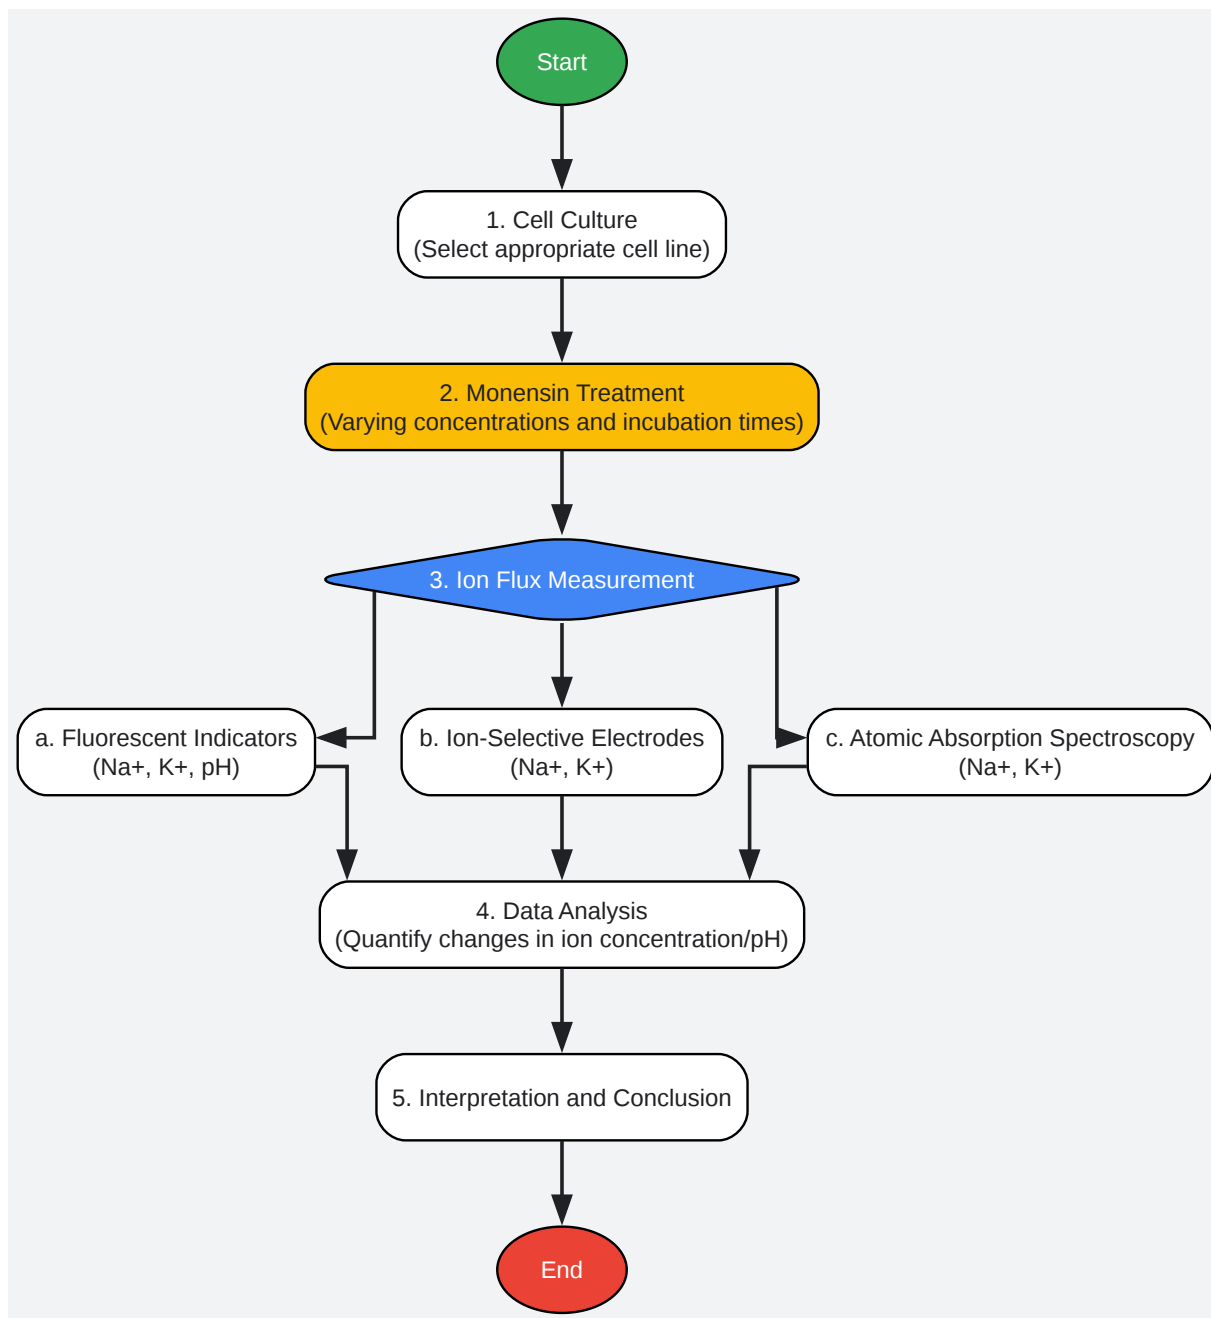 Start
1. Cell Culture
(Select appropriate cell line)
2. Monensin Treatment
(Varying concentrations and incubation times)
3. Ion Flux Measurement
a. Fluorescent Indicators
(Na+, K+, pH)
b. Ion-Selective Electrodes
(Na+, K+)
c. Atomic Absorption Spectroscopy
(Na+, K+)
4. Data Analysis
(Quantify changes in ion concentration/pH)
5. Interpretation and Conclusion
End